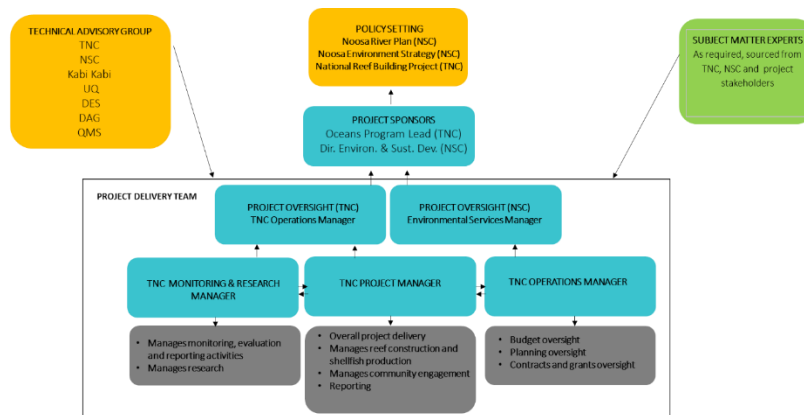 TECHNICAL ADVISORY GROUP
TNC
NSC
Kabi Kabi
UQ
DES
DAG
QMS
POLICY SETTING
Noosa River Plan (NSC)
Noosa Environment Strategy (NSC)
National Reef Building Project (TNC)
SUBJECT MATTER EXPERTS
As required, sourced from
TNC, NSC and project
stakeholders
PROJECT SPONSORS
Oceans Program Lead (TNC)
Dir. Environ. & Sust. Dev. (NSC)
PROJECT DELIVERY TEAM
PROJECT OVERSIGHT (TNC)
TNC Operations Manager
PROJECT OVERSIGHT (NSC)
Environmental Services Manager
TNC MONITORING & RESEARCH
MANAGER
TNC PROJECT MANAGER
TNC OPERATIONS MANAGER
• Manages monitoring, evaluation
and reporting activities
• Manages research
• Overall project delivery
• Manages reef construction and
shellfish production
• Manages community engagement
• Reporting
• Budget oversight
• Planning oversight
• Contracts and grants oversight